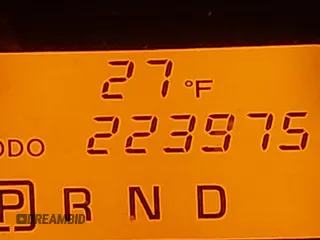 27 °F
ODO 223975
P R N D
DREAMBID